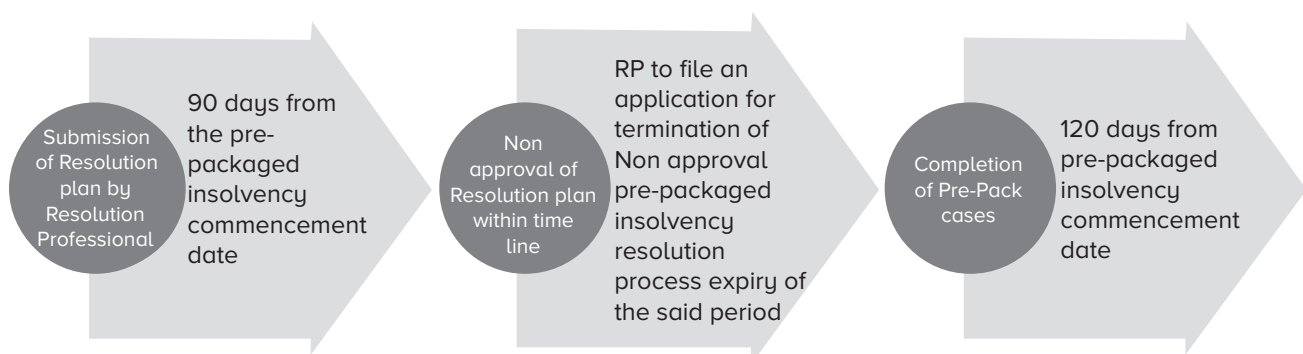 Submission
of Resolution
plan by
Resolution
Professional
90 days from
the pre-
packaged
insolvency
commencement
date
Non
approval of
Resolution plan
within time
line
RP to file an
application for
termination of
Non approval
pre-packaged
insolvency
resolution
process expiry of
the said period
Completion
of Pre-Pack
cases
120 days from
pre-packaged
insolvency
commencement
date